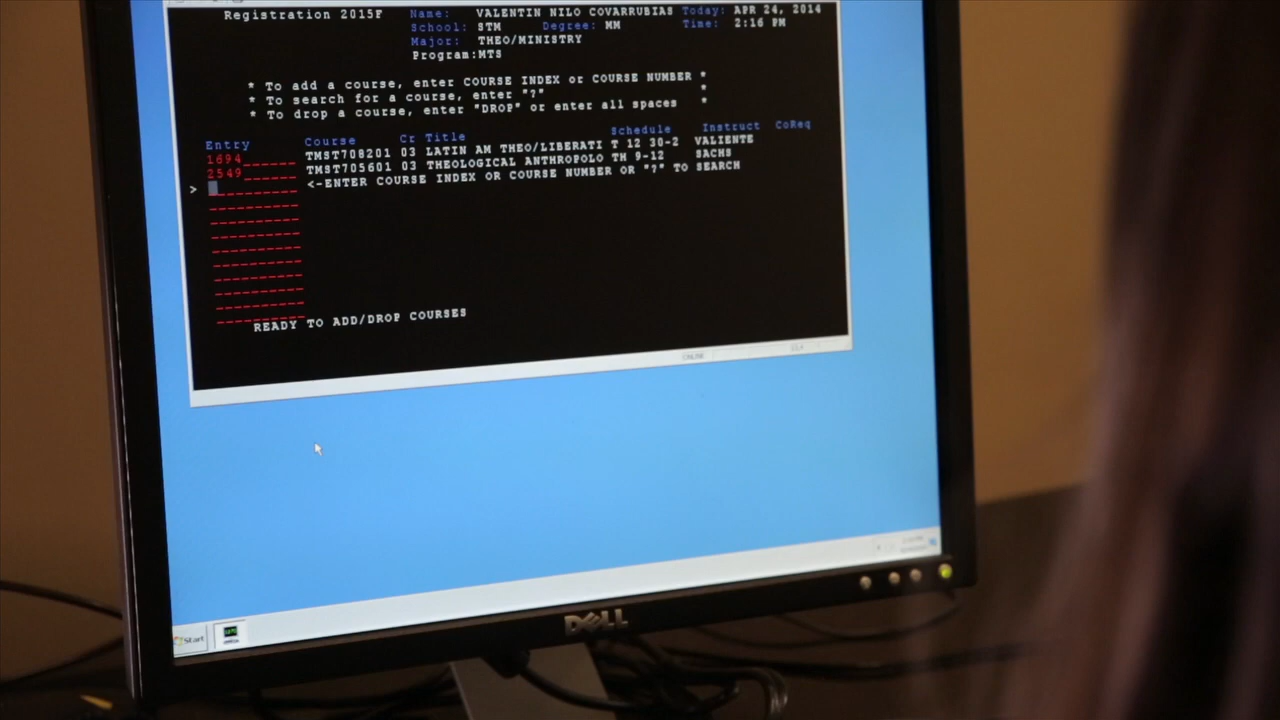 Registration 2015F Name: VALENTIN NILO COVARRUBIAS Today: APR 24, 2014
School: STM Degree: MM Time: 2:16 PM
Major: THEO/MINISTRY
Program:MTS
* To add a course, enter COURSE INDEX or COURSE NUMBER *
* To search for a course, enter "?" *
* To drop a course, enter "DROP" or enter all spaces *
Entry Course Cr Title Schedule Instruct CoReq
1694______ TMST708201 03 LATIN AM THEO/LIBERATI T 12 30-2 VALIENTE
2549______ TMST705601 03 THEOLOGICAL ANTHROPOLO TH 9-12 SACHS
> <-ENTER COURSE INDEX OR COURSE NUMBER OR "?" TO SEARCH
READY TO ADD/DROP COURSES
ONLINE
Start
DELL